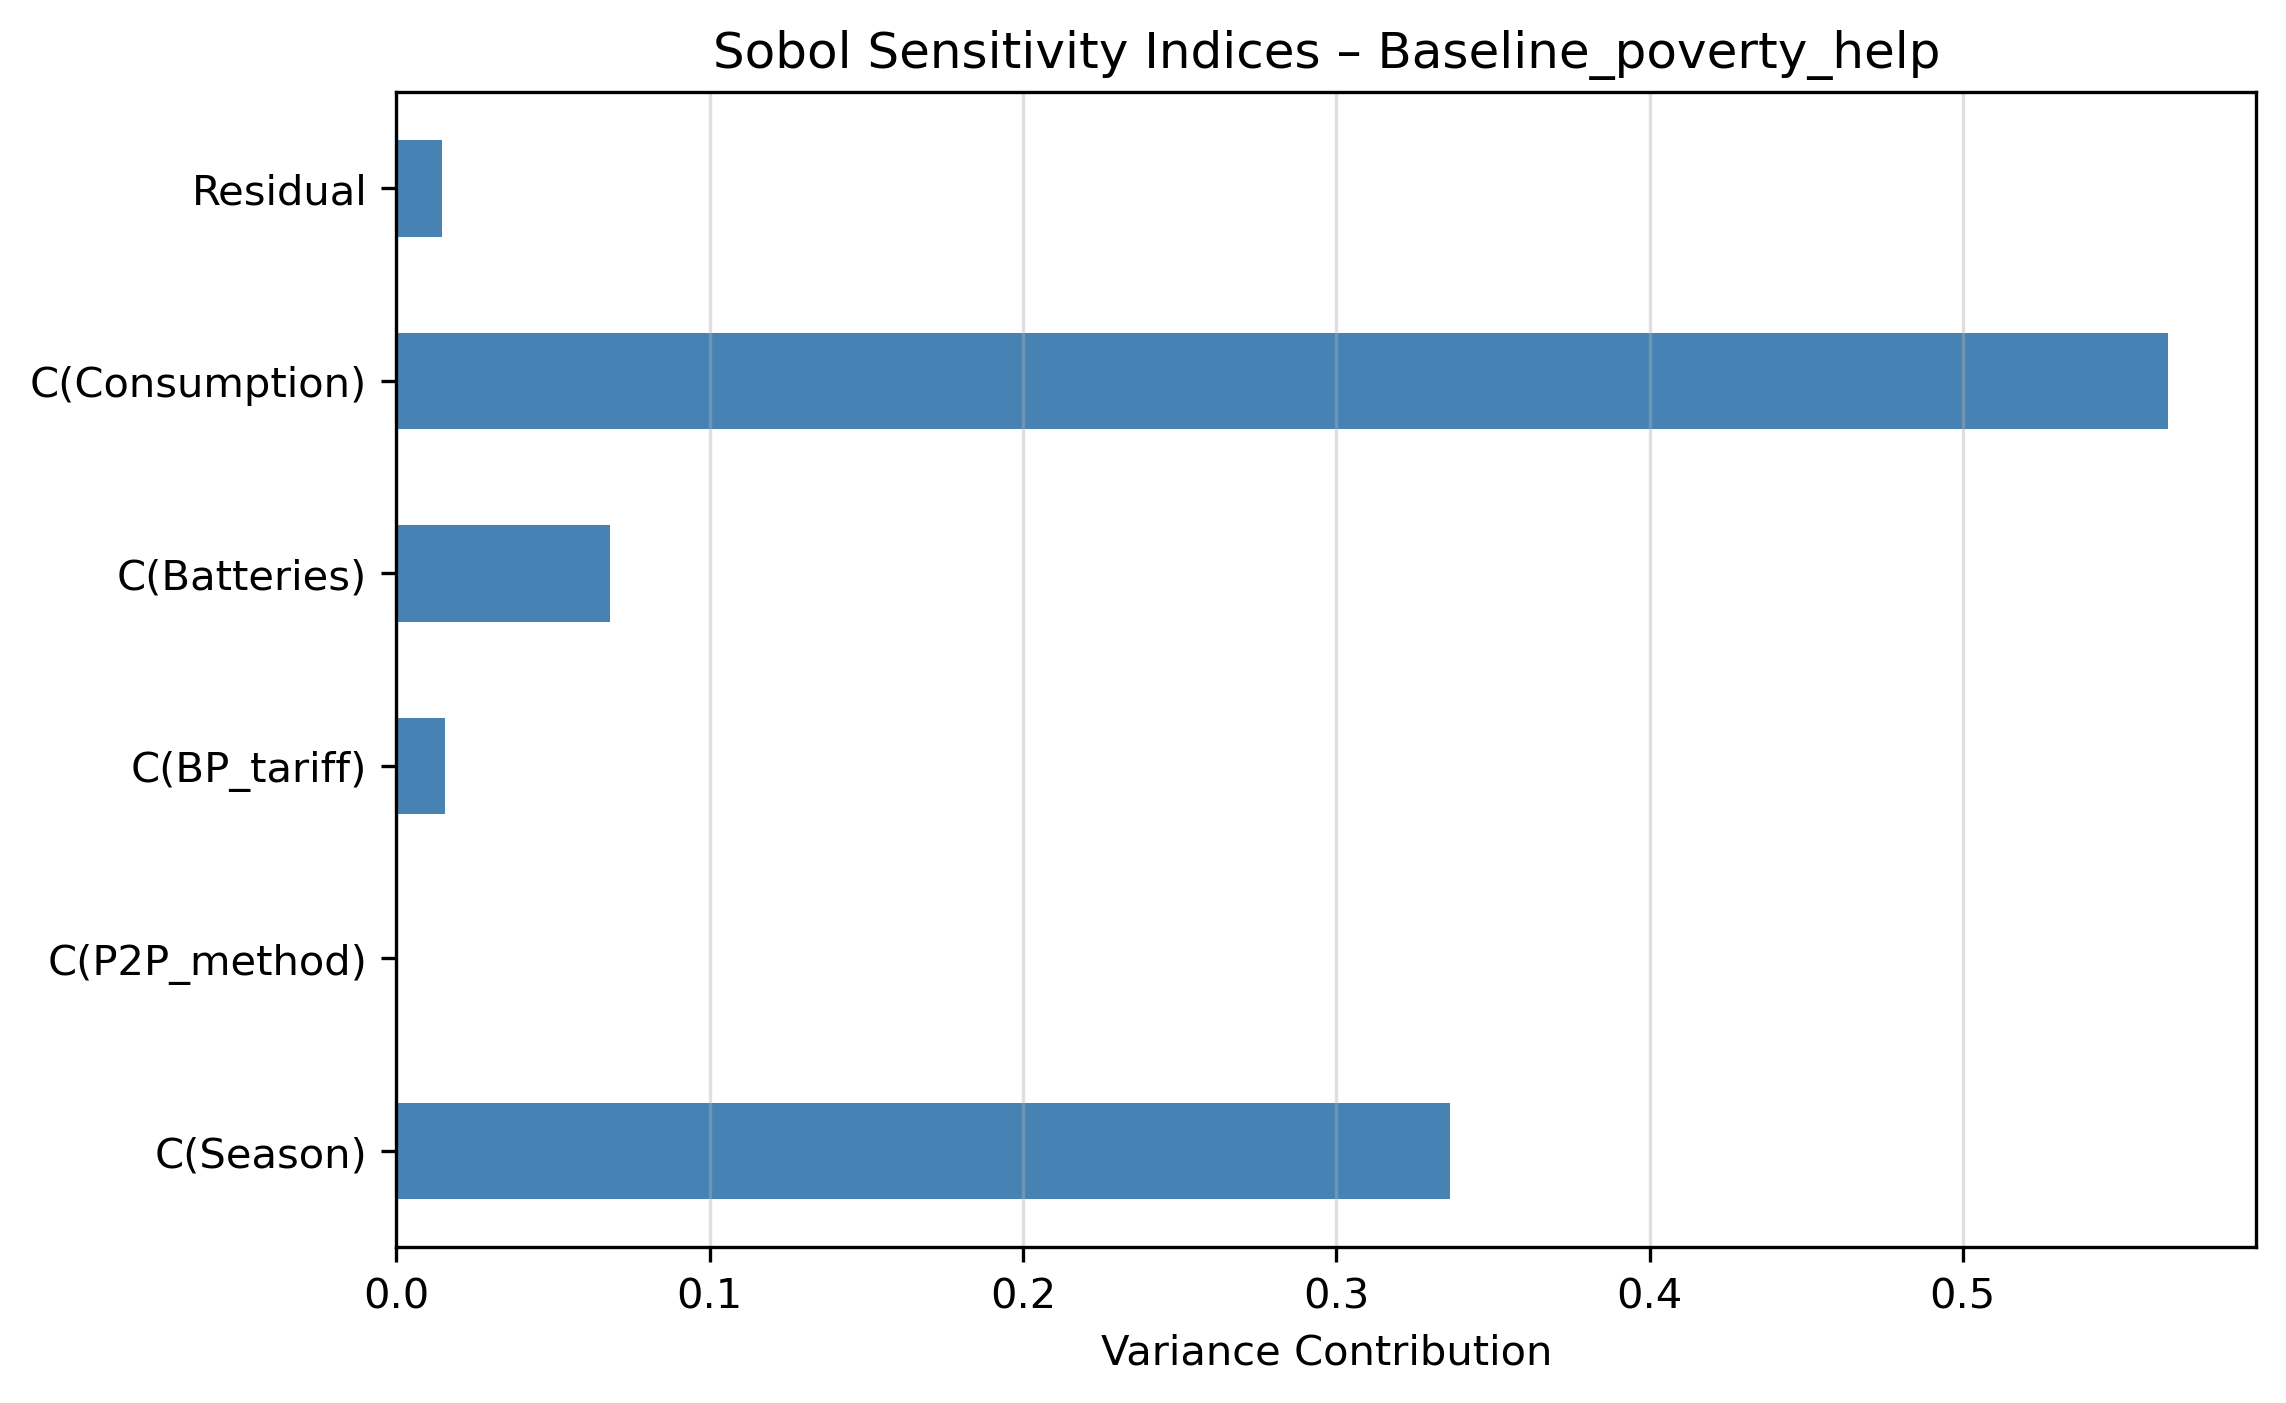 Sobol Sensitivity Indices – Baseline_poverty_help
Residual
C(Consumption)
C(Batteries)
C(BP_tariff)
C(P2P_method)
C(Season)
0.0 0.1 0.2 0.3 0.4 0.5
Variance Contribution